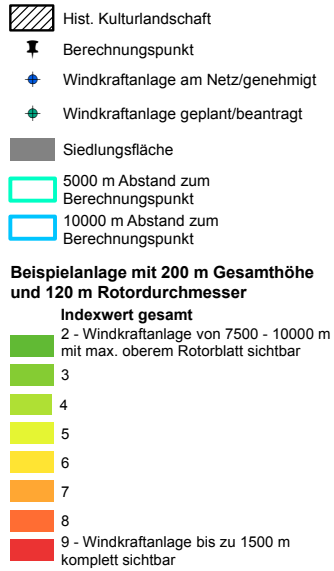 Hist. Kulturlandschaft
Berechnungspunkt
Windkraftanlage am Netz/genehmigt
Windkraftanlage geplant/beantragt
Siedlungsfläche
5000 m Abstand zum
Berechnungspunkt
10000 m Abstand zum
Berechnungspunkt
Beispielanlage mit 200 m Gesamthöhe
und 120 m Rotordurchmesser
Indexwert gesamt
2 - Windkraftanlage von 7500 - 10000 m
mit max. oberem Rotorblatt sichtbar
3
4
5
6
7
8
9 - Windkraftanlage bis zu 1500 m
komplett sichtbar